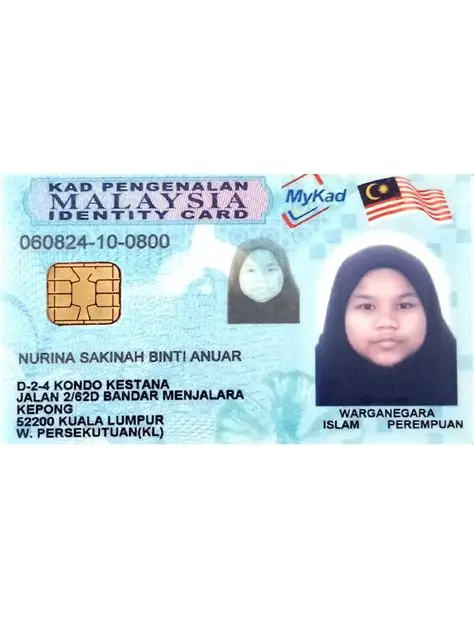 KAD PENGENALAN
MALAYSIA
IDENTITY CARD
MyKad
060824-10-0800
NURINA SAKINAH BINTI ANUAR
D-2-4 KONDO KESTANA
JALAN 2/62D BANDAR MENJALARA
KEPONG
52200 KUALA LUMPUR
W. PERSEKUTUAN(KL)
WARGANEGARA
ISLAM PEREMPUAN